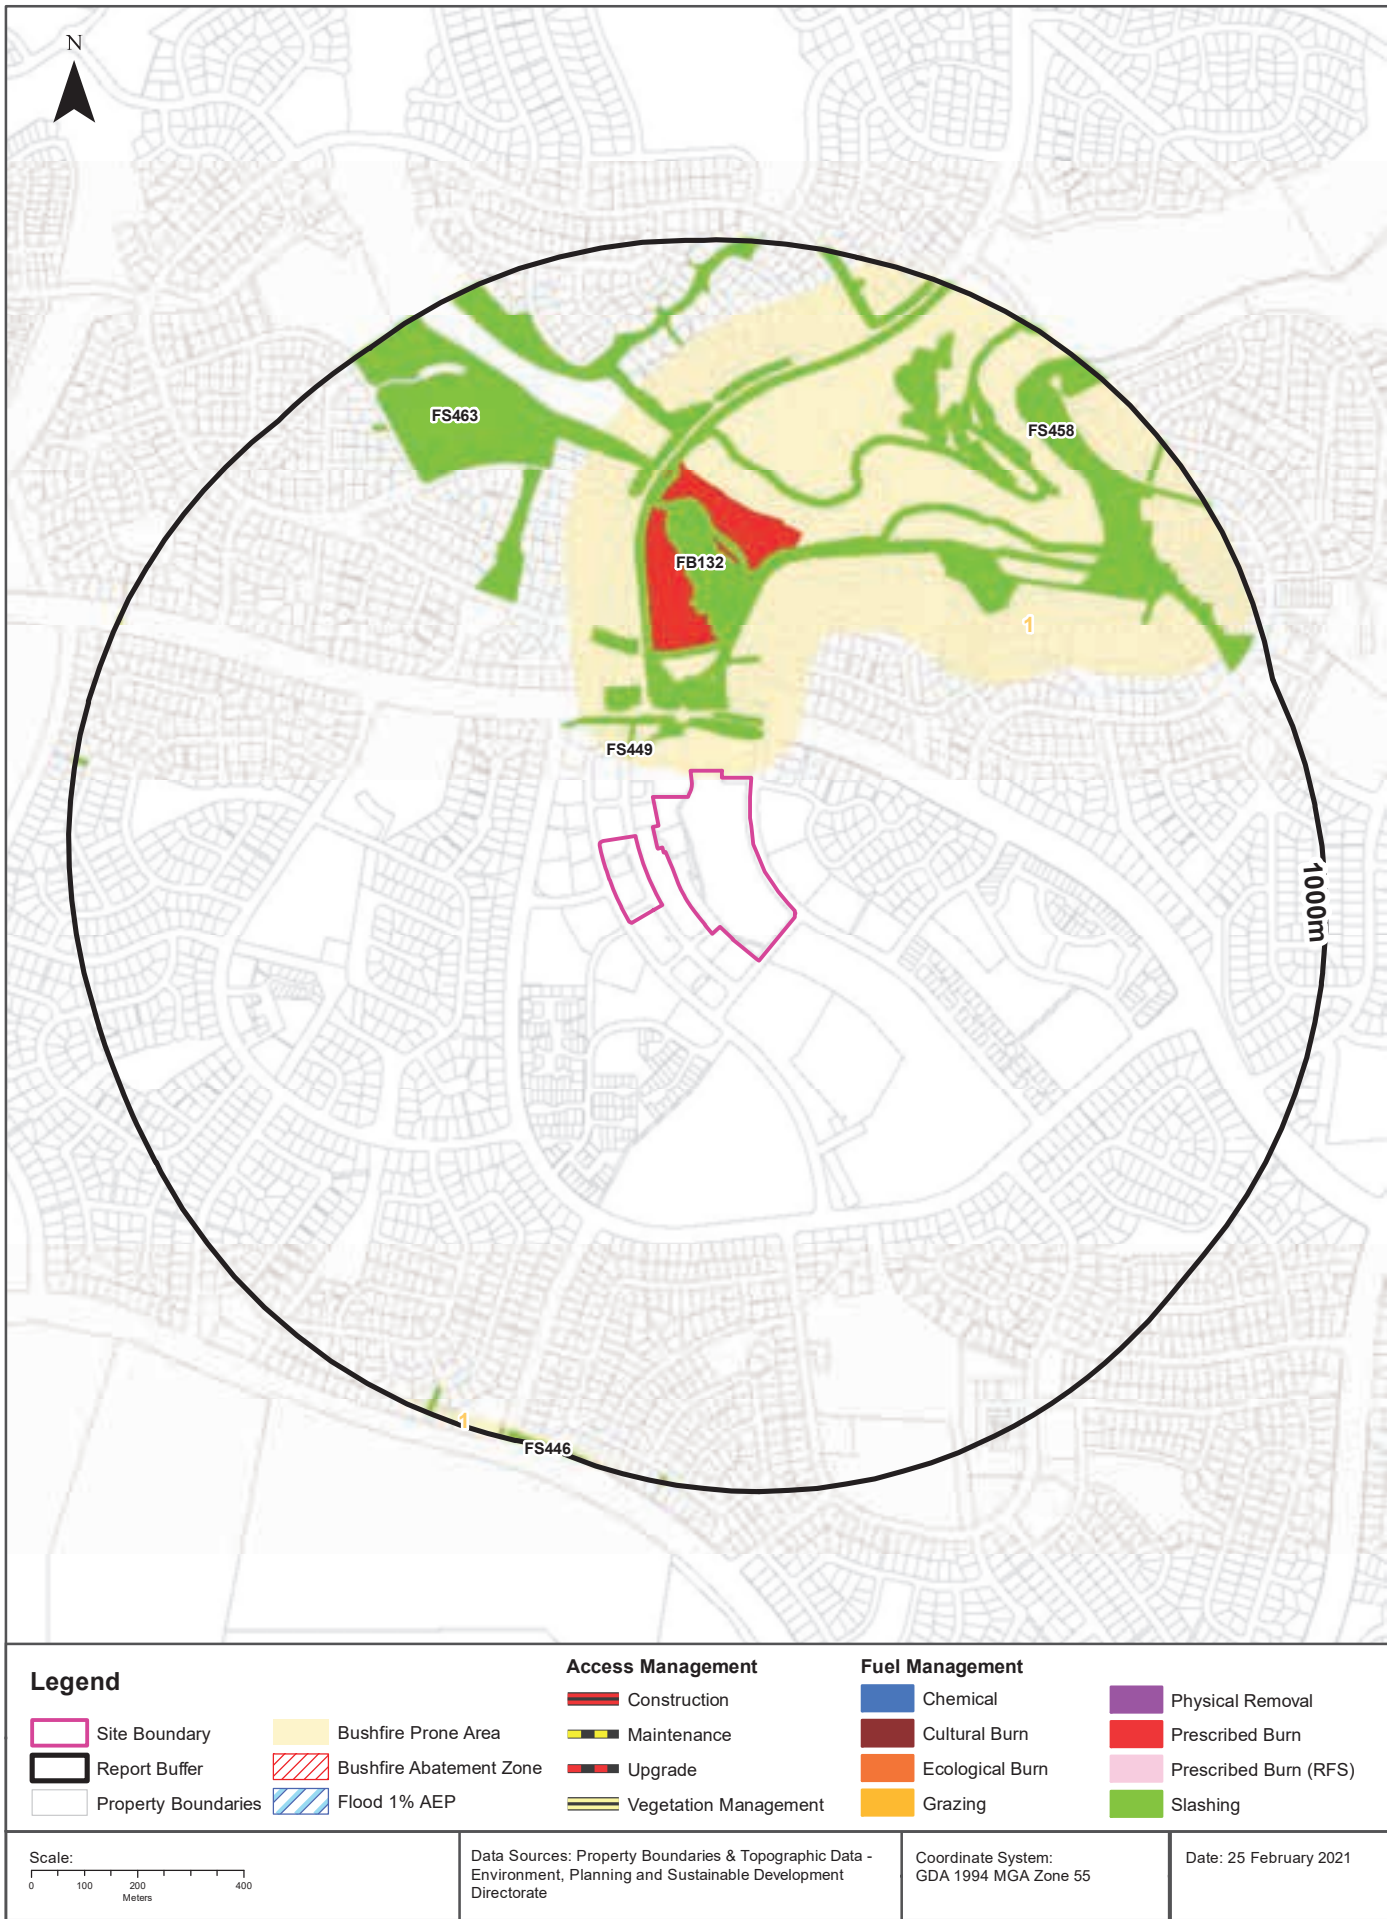 N
FS463
FS458
FB132
1
FS449
1000m
1
FS446
Legend
Site Boundary
Report Buffer
Property Boundaries
Bushfire Prone Area
Bushfire Abatement Zone
Flood 1% AEP
Access Management
Construction
Maintenance
Upgrade
Vegetation Management
Fuel Management
Chemical
Cultural Burn
Ecological Burn
Grazing
Physical Removal
Prescribed Burn
Prescribed Burn (RFS)
Slashing
Scale:
0 100 200 400
Meters
Data Sources: Property Boundaries & Topographic Data -
Environment, Planning and Sustainable Development
Directorate
Coordinate System:
GDA 1994 MGA Zone 55
Date: 25 February 2021